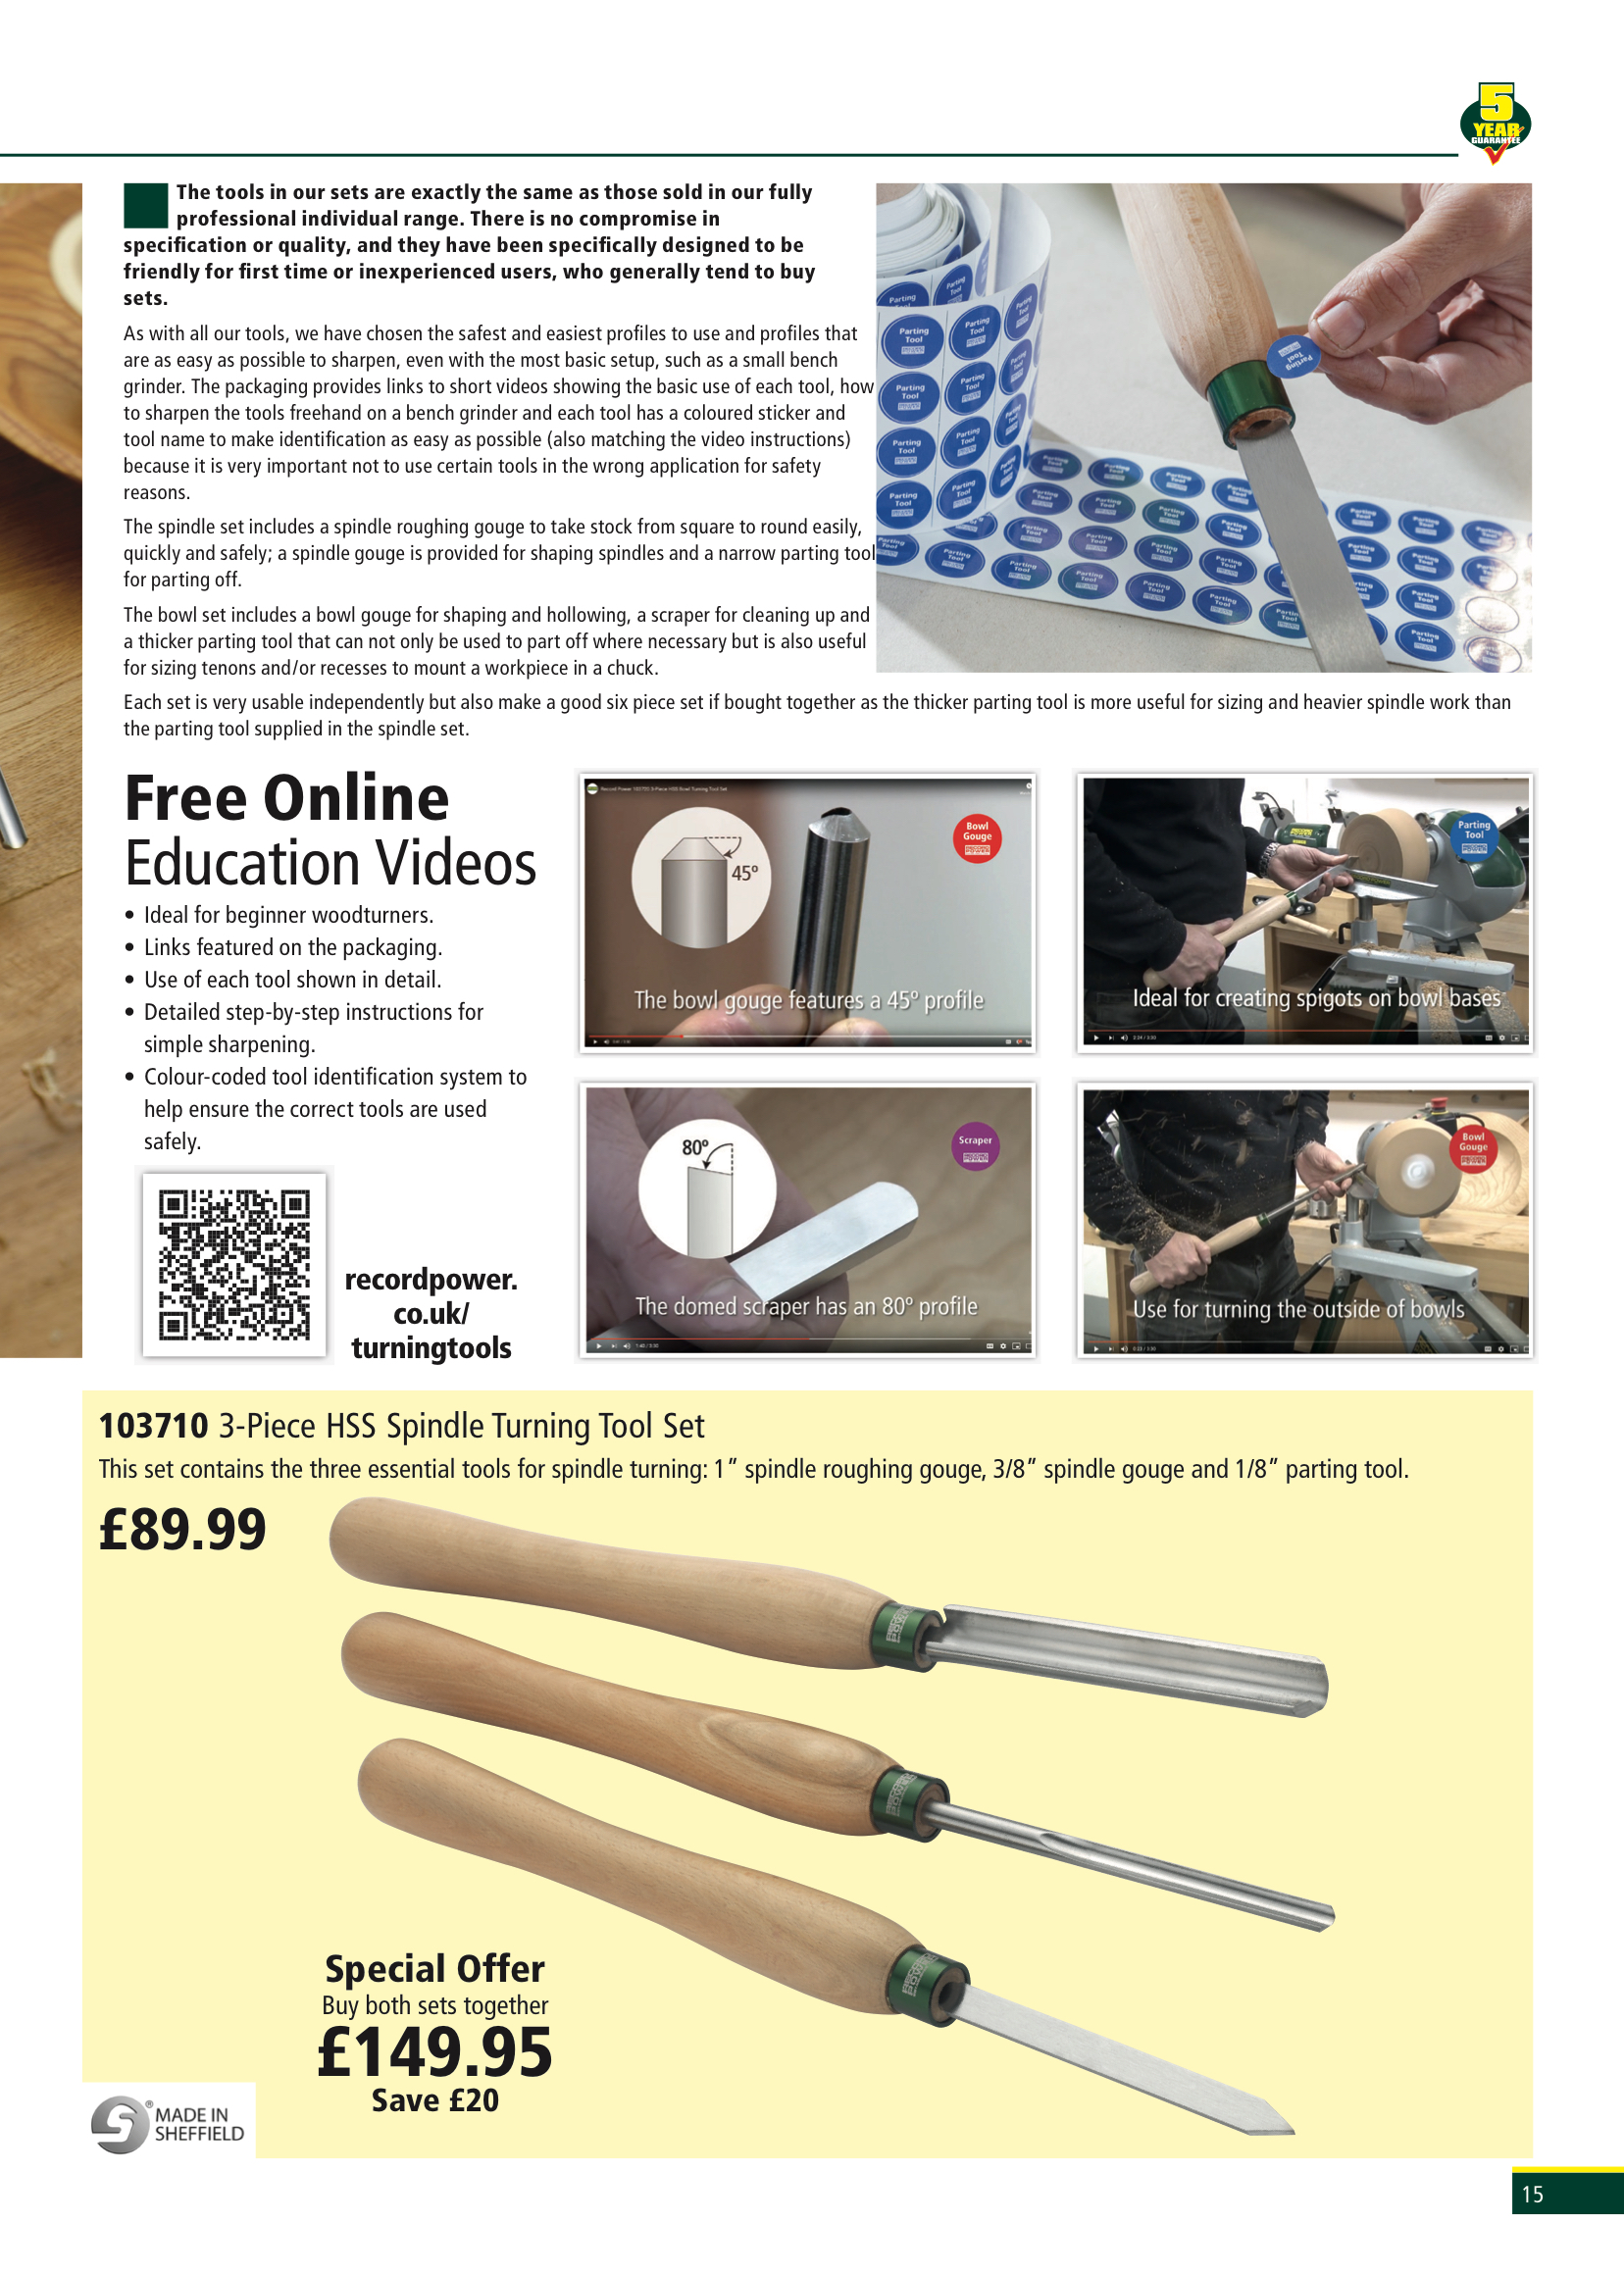 5
YEAR
GUARANTEE
The tools in our sets are exactly the same as those sold in our fully
professional individual range. There is no compromise in
specification or quality, and they have been specifically designed to be
friendly for first time or inexperienced users, who generally tend to buy
sets.
As with all our tools, we have chosen the safest and easiest profiles to use and profiles that
are as easy as possible to sharpen, even with the most basic setup, such as a small bench
grinder. The packaging provides links to short videos showing the basic use of each tool, how
to sharpen the tools freehand on a bench grinder and each tool has a coloured sticker and
tool name to make identification as easy as possible (also matching the video instructions)
because it is very important not to use certain tools in the wrong application for safety
reasons.
The spindle set includes a spindle roughing gouge to take stock from square to round easily,
quickly and safely; a spindle gouge is provided for shaping spindles and a narrow parting tool
for parting off.
The bowl set includes a bowl gouge for shaping and hollowing, a scraper for cleaning up and
a thicker parting tool that can not only be used to part off where necessary but is also useful
for sizing tenons and/or recesses to mount a workpiece in a chuck.
Each set is very usable independently but also make a good six piece set if bought together as the thicker parting tool is more useful for sizing and heavier spindle work than
the parting tool supplied in the spindle set.
Parting
Tool
Free Online
Education Videos
• Ideal for beginner woodturners.
• Links featured on the packaging.
• Use of each tool shown in detail.
• Detailed step-by-step instructions for
simple sharpening.
• Colour-coded tool identification system to
help ensure the correct tools are used
safely.
recordpower.
co.uk/
turningtools
45º
Bowl
Gouge
The bowl gouge features a 45º profile
Parting
Tool
Ideal for creating spigots on bowl bases
80º
Scraper
The domed scraper has an 80º profile
Bowl
Gouge
Use for turning the outside of bowls
103710 3-Piece HSS Spindle Turning Tool Set
This set contains the three essential tools for spindle turning: 1″ spindle roughing gouge, 3/8″ spindle gouge and 1/8″ parting tool.
£89.99
RECORD
POWER
RECORD
POWER
RECORD
POWER
Special Offer
Buy both sets together
£149.95
Save £20
® MADE IN
SHEFFIELD
15